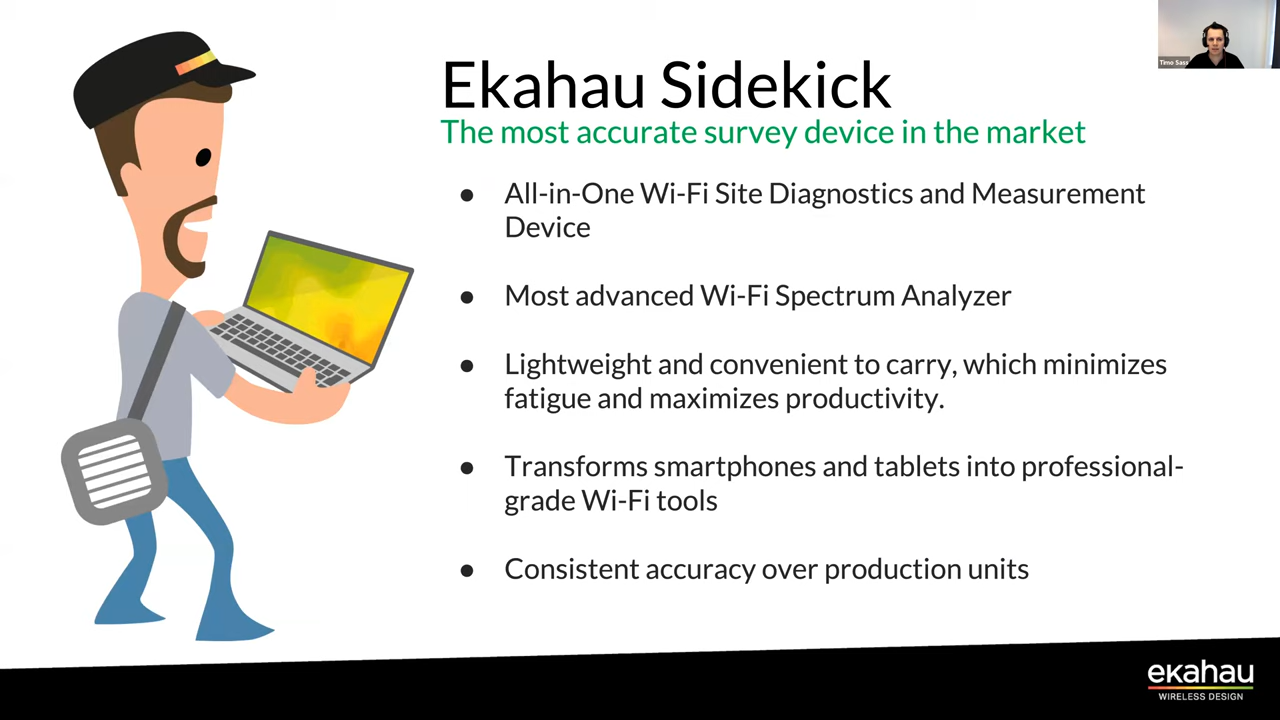 Timo Sass
Ekahau Sidekick
The most accurate survey device in the market
● All-in-One Wi-Fi Site Diagnostics and Measurement
Device
● Most advanced Wi-Fi Spectrum Analyzer
● Lightweight and convenient to carry, which minimizes
fatigue and maximizes productivity.
● Transforms smartphones and tablets into professional-
grade Wi-Fi tools
● Consistent accuracy over production units
ekahau
WIRELESS DESIGN